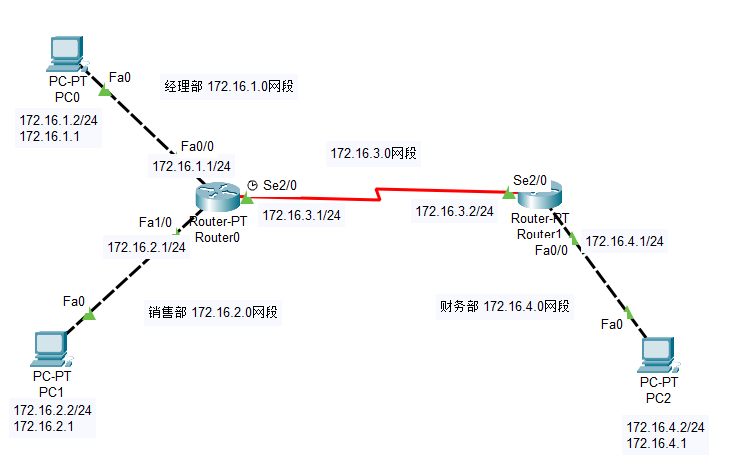 PC-PT
PC0
Fa0
172.16.1.2/24
172.16.1.1
经理部 172.16.1.0网段
Fa0/0
172.16.1.1/24
172.16.3.0网段
Se2/0
172.16.3.1/24
Router-PT
Router0
Fa1/0
172.16.2.1/24
Se2/0
172.16.3.2/24
Router-PT
Router1
Fa0/0
172.16.4.1/24
Fa0
销售部 172.16.2.0网段
财务部 172.16.4.0网段
Fa0
PC-PT
PC1
172.16.2.2/24
172.16.2.1
PC-PT
PC2
172.16.4.2/24
172.16.4.1